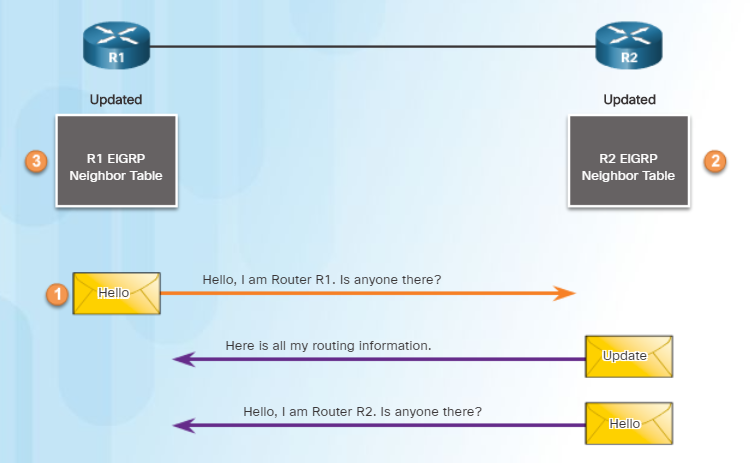 R1
R2
Updated
Updated
3
R1 EIGRP
Neighbor Table
R2 EIGRP
Neighbor Table
2
1
Hello
Hello, I am Router R1. Is anyone there?
Here is all my routing information.
Update
Hello, I am Router R2. Is anyone there?
Hello